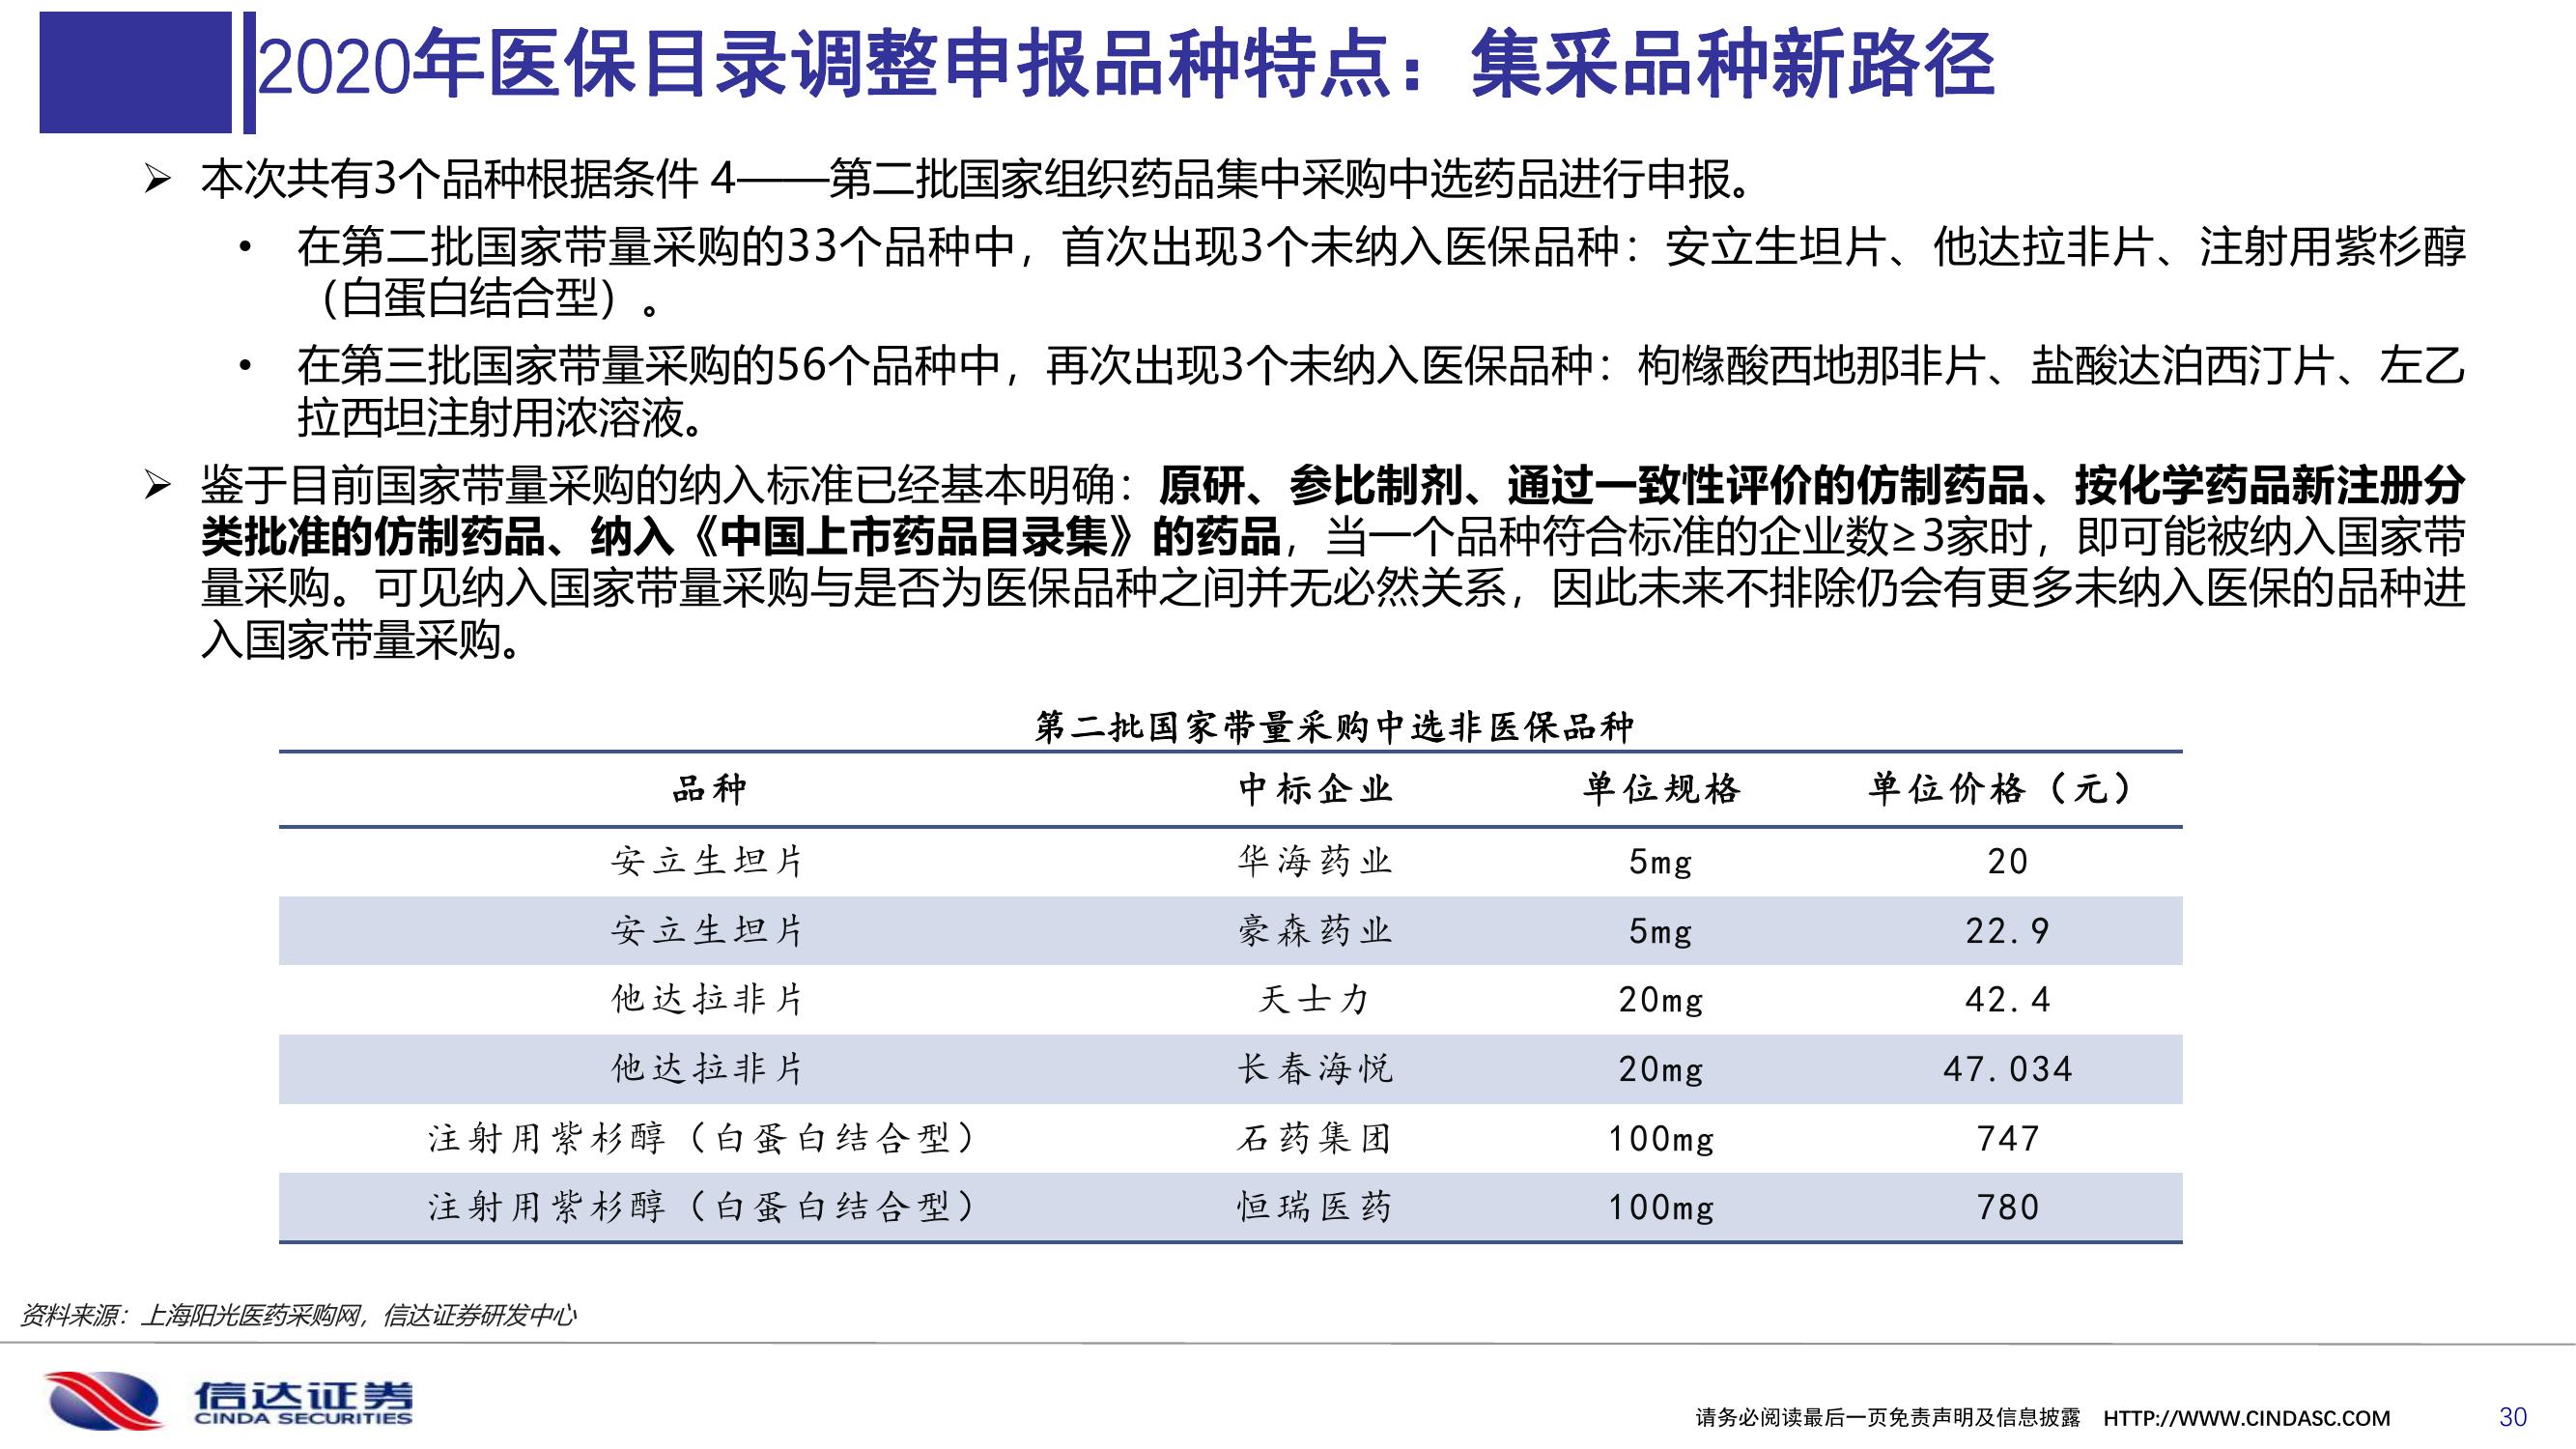 2020年医保目录调整申报品种特点：集采品种新路径
➢ 本次共有3个品种根据条件 4——第二批国家组织药品集中采购中选药品进行申报。
• 在第二批国家带量采购的33个品种中，首次出现3个未纳入医保品种：安立生坦片、他达拉非片、注射用紫杉醇
（白蛋白结合型）。
• 在第三批国家带量采购的56个品种中，再次出现3个未纳入医保品种：枸橼酸西地那非片、盐酸达泊西汀片、左乙
拉西坦注射用浓溶液。
➢ 鉴于目前国家带量采购的纳入标准已经基本明确：原研、参比制剂、通过一致性评价的仿制药品、按化学药品新注册分
类批准的仿制药品、纳入《中国上市药品目录集》的药品，当一个品种符合标准的企业数≥3家时，即可能被纳入国家带
量采购。可见纳入国家带量采购与是否为医保品种之间并无必然关系，因此未来不排除仍会有更多未纳入医保的品种进
入国家带量采购。
第二批国家带量采购中选非医保品种
品种 中标企业 单位规格 单位价格（元）
安立生坦片 华海药业 5mg 20
安立生坦片 豪森药业 5mg 22.9
他达拉非片 天士力 20mg 42.4
他达拉非片 长春海悦 20mg 47.034
注射用紫杉醇（白蛋白结合型） 石药集团 100mg 747
注射用紫杉醇（白蛋白结合型） 恒瑞医药 100mg 780
资料来源：上海阳光医药采购网，信达证券研发中心
信达证券
CINDA SECURITIES
请务必阅读最后一页免责声明及信息披露 HTTP://WWW.CINDASC.COM 30